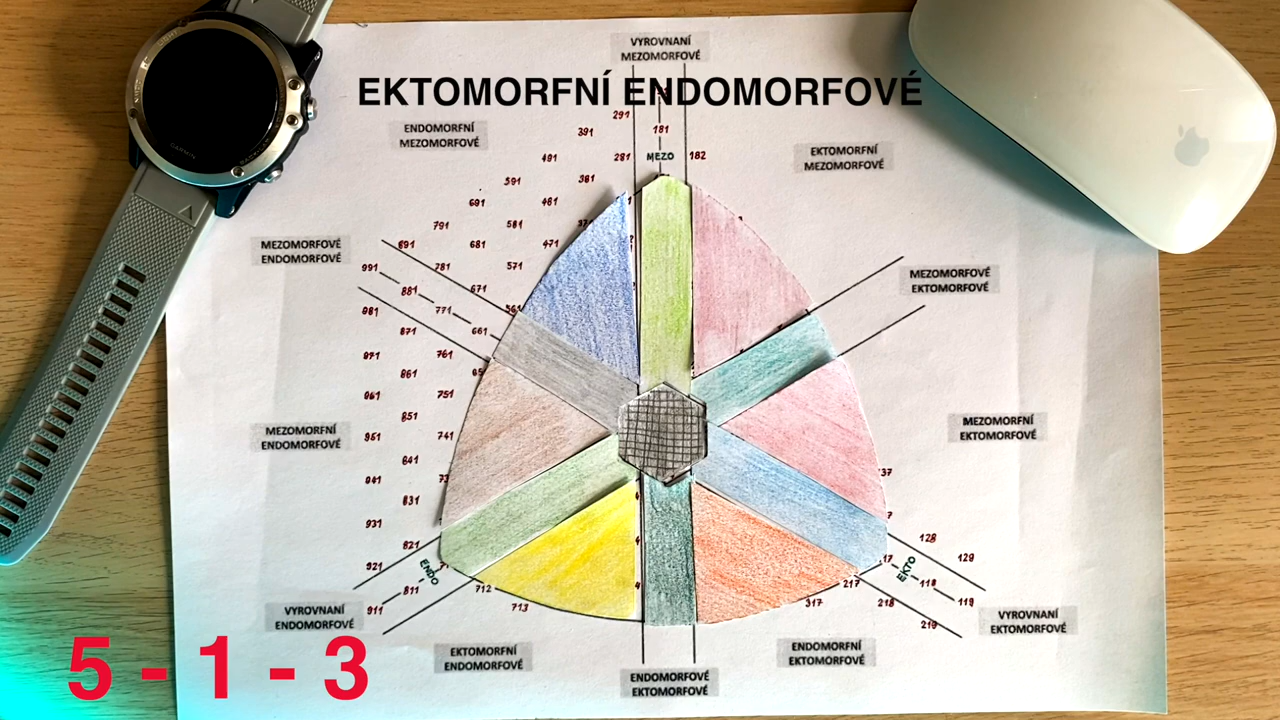 VYROVNANÍ
MEZOMORFOVÉ
EKTOMORFNÍ ENDOMORFOVÉ
291
ENDOMORFNÍ
MEZOMORFOVÉ
391
181
491
281
MEZO
182
EKTOMORFNÍ
MEZOMORFOVÉ
591
381
691
481
791
581
MEZOMORFOVÉ
ENDOMORFOVÉ
891
681
471
991
781
571
MEZOMORFOVÉ
EKTOMORFOVÉ
881
671
981
771
871
661
971
761
861
961
751
851
MEZOMORFNÍ
ENDOMORFOVÉ
951
741
MEZOMORFNÍ
EKTOMORFOVÉ
841
941
831
37
931
821
128
129
921
ENDO
811
911
712
713
EKTO
17
118
119
217
317
218
219
VYROVNANÍ
ENDOMORFOVÉ
VYROVNANÍ
EKTOMORFOVÉ
EKTOMORFNÍ
ENDOMORFOVÉ
ENDOMORFNÍ
EKTOMORFOVÉ
ENDOMORFOVÉ
EKTOMORFOVÉ
5 - 1 - 3
GARMIN